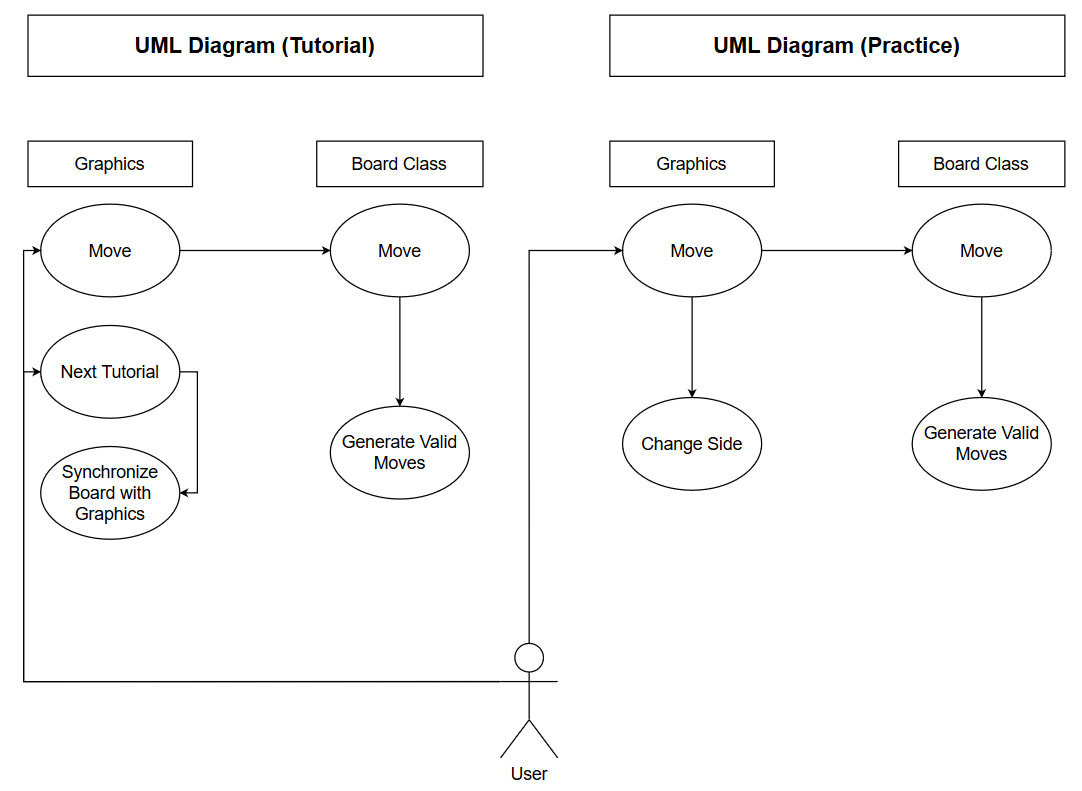 UML Diagram (Tutorial)
UML Diagram (Practice)
Graphics
Board Class
Graphics
Board Class
Move
Move
Move
Move
Next Tutorial
Generate Valid
Moves
Change Side
Generate Valid
Moves
Synchronize
Board with
Graphics
User